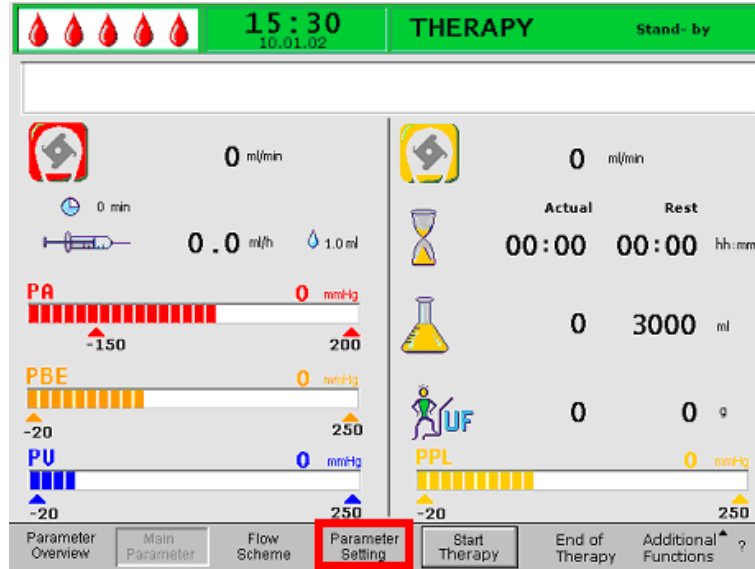 15:30
10.01.02
THERAPY
Stand- by
0 ml/min
0 min
0.0 ml/h 1.0 ml
PA 0 mmHg
-150 200
PBE 0 mmHg
-20 250
PV 0 mmHg
-20 250
0 ml/min
Actual Rest
00:00 00:00 hh:mm
0 3000 ml
UF 0 0 g
PPL 0 mmHg
-20 250
Parameter Overview
Main Parameter
Flow Scheme
Parameter Setting
Start Therapy
End of Therapy
Additional Functions
?